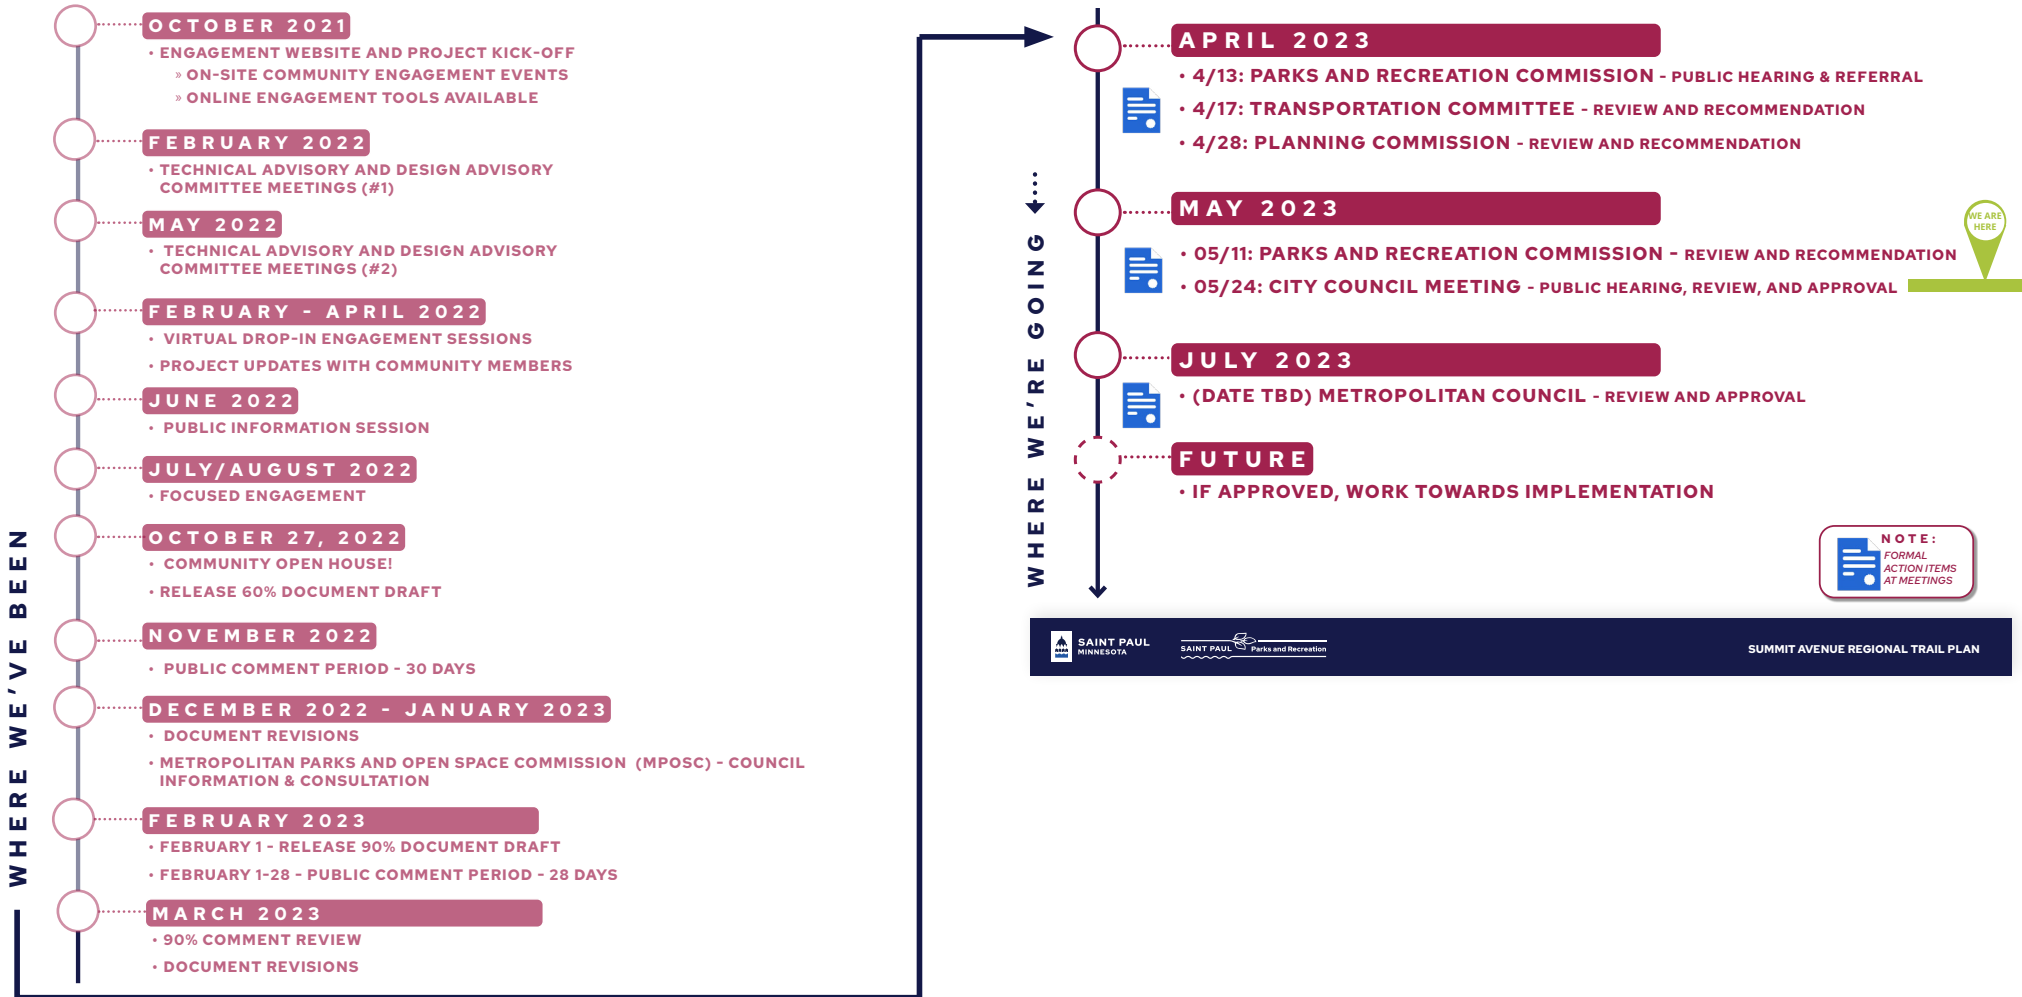 WHERE WE'VE BEEN
OCTOBER 2021
• ENGAGEMENT WEBSITE AND PROJECT KICK-OFF
» ON-SITE COMMUNITY ENGAGEMENT EVENTS
» ONLINE ENGAGEMENT TOOLS AVAILABLE
FEBRUARY 2022
• TECHNICAL ADVISORY AND DESIGN ADVISORY
COMMITTEE MEETINGS (#1)
MAY 2022
• TECHNICAL ADVISORY AND DESIGN ADVISORY
COMMITTEE MEETINGS (#2)
FEBRUARY - APRIL 2022
• VIRTUAL DROP-IN ENGAGEMENT SESSIONS
• PROJECT UPDATES WITH COMMUNITY MEMBERS
JUNE 2022
• PUBLIC INFORMATION SESSION
JULY/AUGUST 2022
• FOCUSED ENGAGEMENT
OCTOBER 27, 2022
• COMMUNITY OPEN HOUSE!
• RELEASE 60% DOCUMENT DRAFT
NOVEMBER 2022
• PUBLIC COMMENT PERIOD - 30 DAYS
DECEMBER 2022 - JANUARY 2023
• DOCUMENT REVISIONS
• METROPOLITAN PARKS AND OPEN SPACE COMMISSION (MPOSC) - COUNCIL
INFORMATION & CONSULTATION
FEBRUARY 2023
• FEBRUARY 1 - RELEASE 90% DOCUMENT DRAFT
• FEBRUARY 1-28 - PUBLIC COMMENT PERIOD - 28 DAYS
MARCH 2023
• 90% COMMENT REVIEW
• DOCUMENT REVISIONS
WHERE WE'RE GOING
APRIL 2023
• 4/13: PARKS AND RECREATION COMMISSION - PUBLIC HEARING & REFERRAL
• 4/17: TRANSPORTATION COMMITTEE - REVIEW AND RECOMMENDATION
• 4/28: PLANNING COMMISSION - REVIEW AND RECOMMENDATION
MAY 2023
• 05/11: PARKS AND RECREATION COMMISSION - REVIEW AND RECOMMENDATION
• 05/24: CITY COUNCIL MEETING - PUBLIC HEARING, REVIEW, AND APPROVAL
WE ARE
HERE
JULY 2023
• (DATE TBD) METROPOLITAN COUNCIL - REVIEW AND APPROVAL
FUTURE
• IF APPROVED, WORK TOWARDS IMPLEMENTATION
NOTE:
FORMAL
ACTION ITEMS
AT MEETINGS
SAINT PAUL
MINNESOTA
SAINT PAUL Parks and Recreation
SUMMIT AVENUE REGIONAL TRAIL PLAN